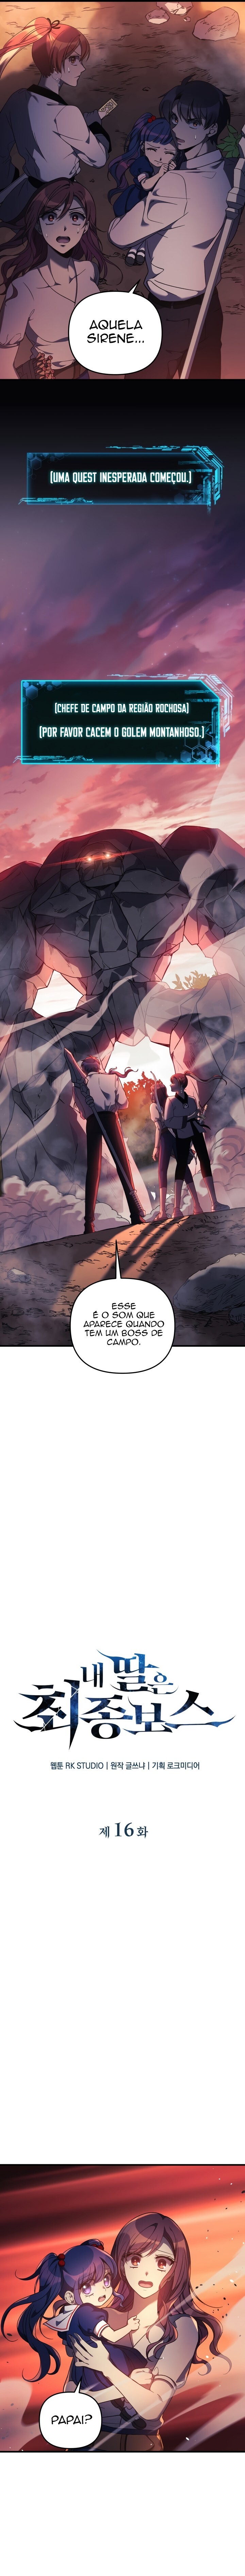 AQUELA
SIRENE...
[UMA QUEST INESPERADA COMEÇOU.]
[CHEFE DE CAMPO DA REGIÃO ROCHOSA]
[POR FAVOR CACEM O GOLEM MONTANHOSO.]
ESSE
É O SOM QUE
APARECE QUANDO
TEM UM BOSS DE
CAMPO.
내 딸은
최종보스
웹툰 RK STUDIO | 원작 글쓰냐 | 기획 로크미디어
제 16 화
PAPAI?